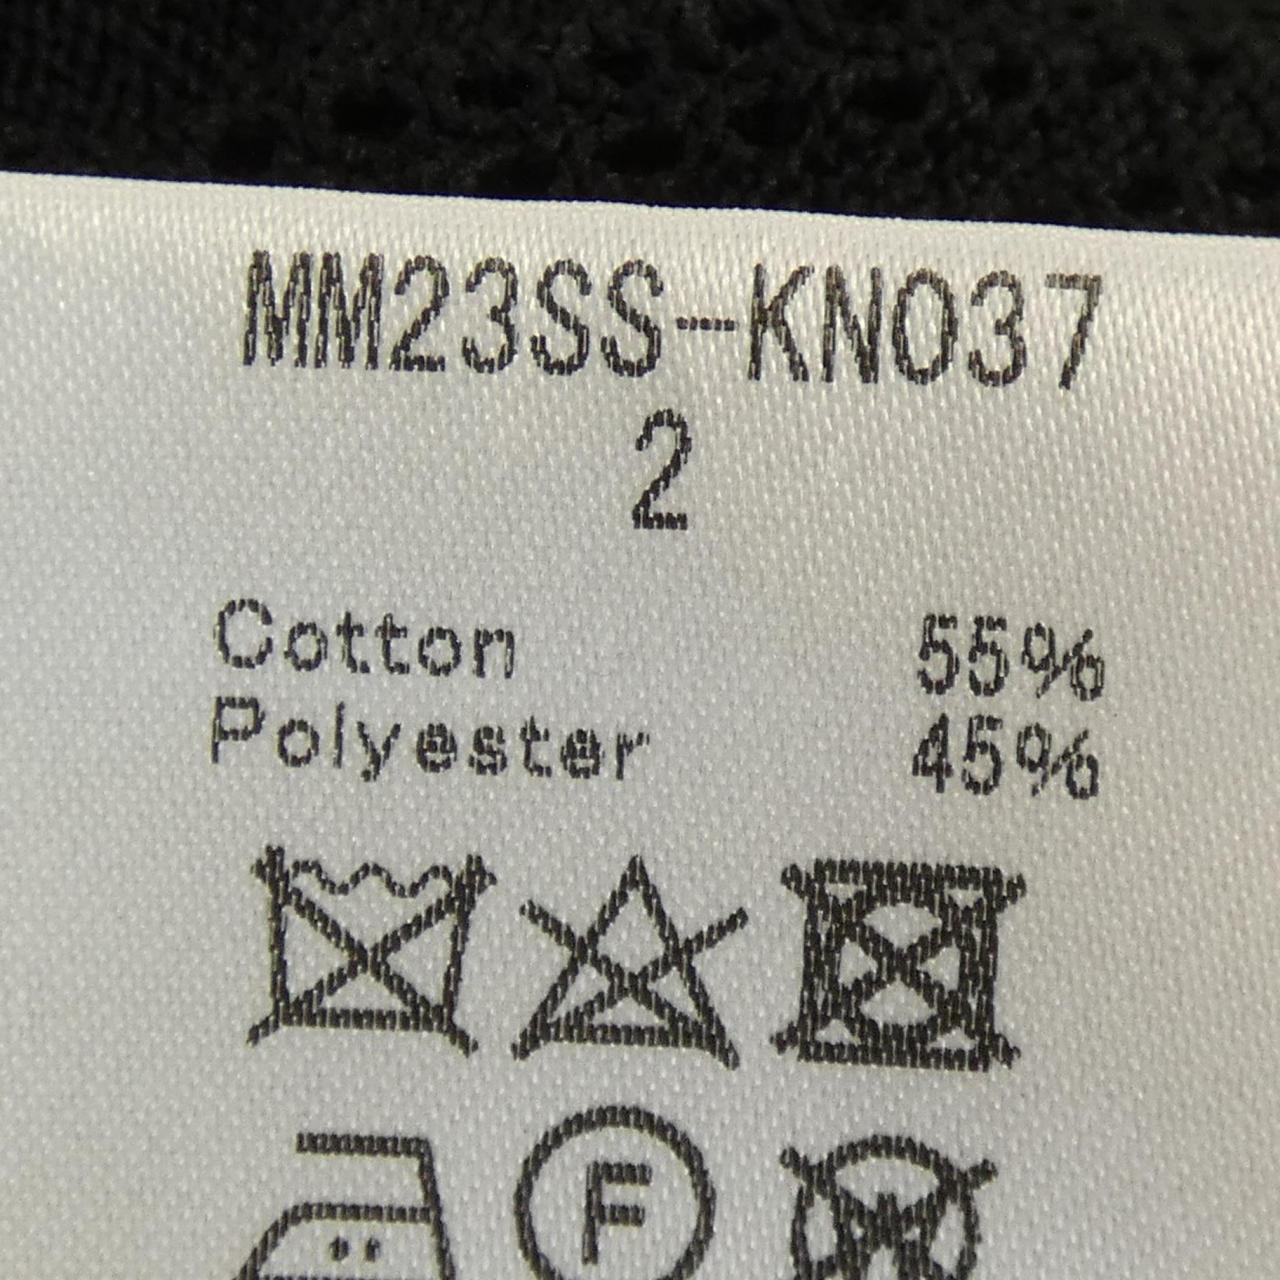 MM23SS-KN037
2
Cotton 55%
Polyester 45%
F
W